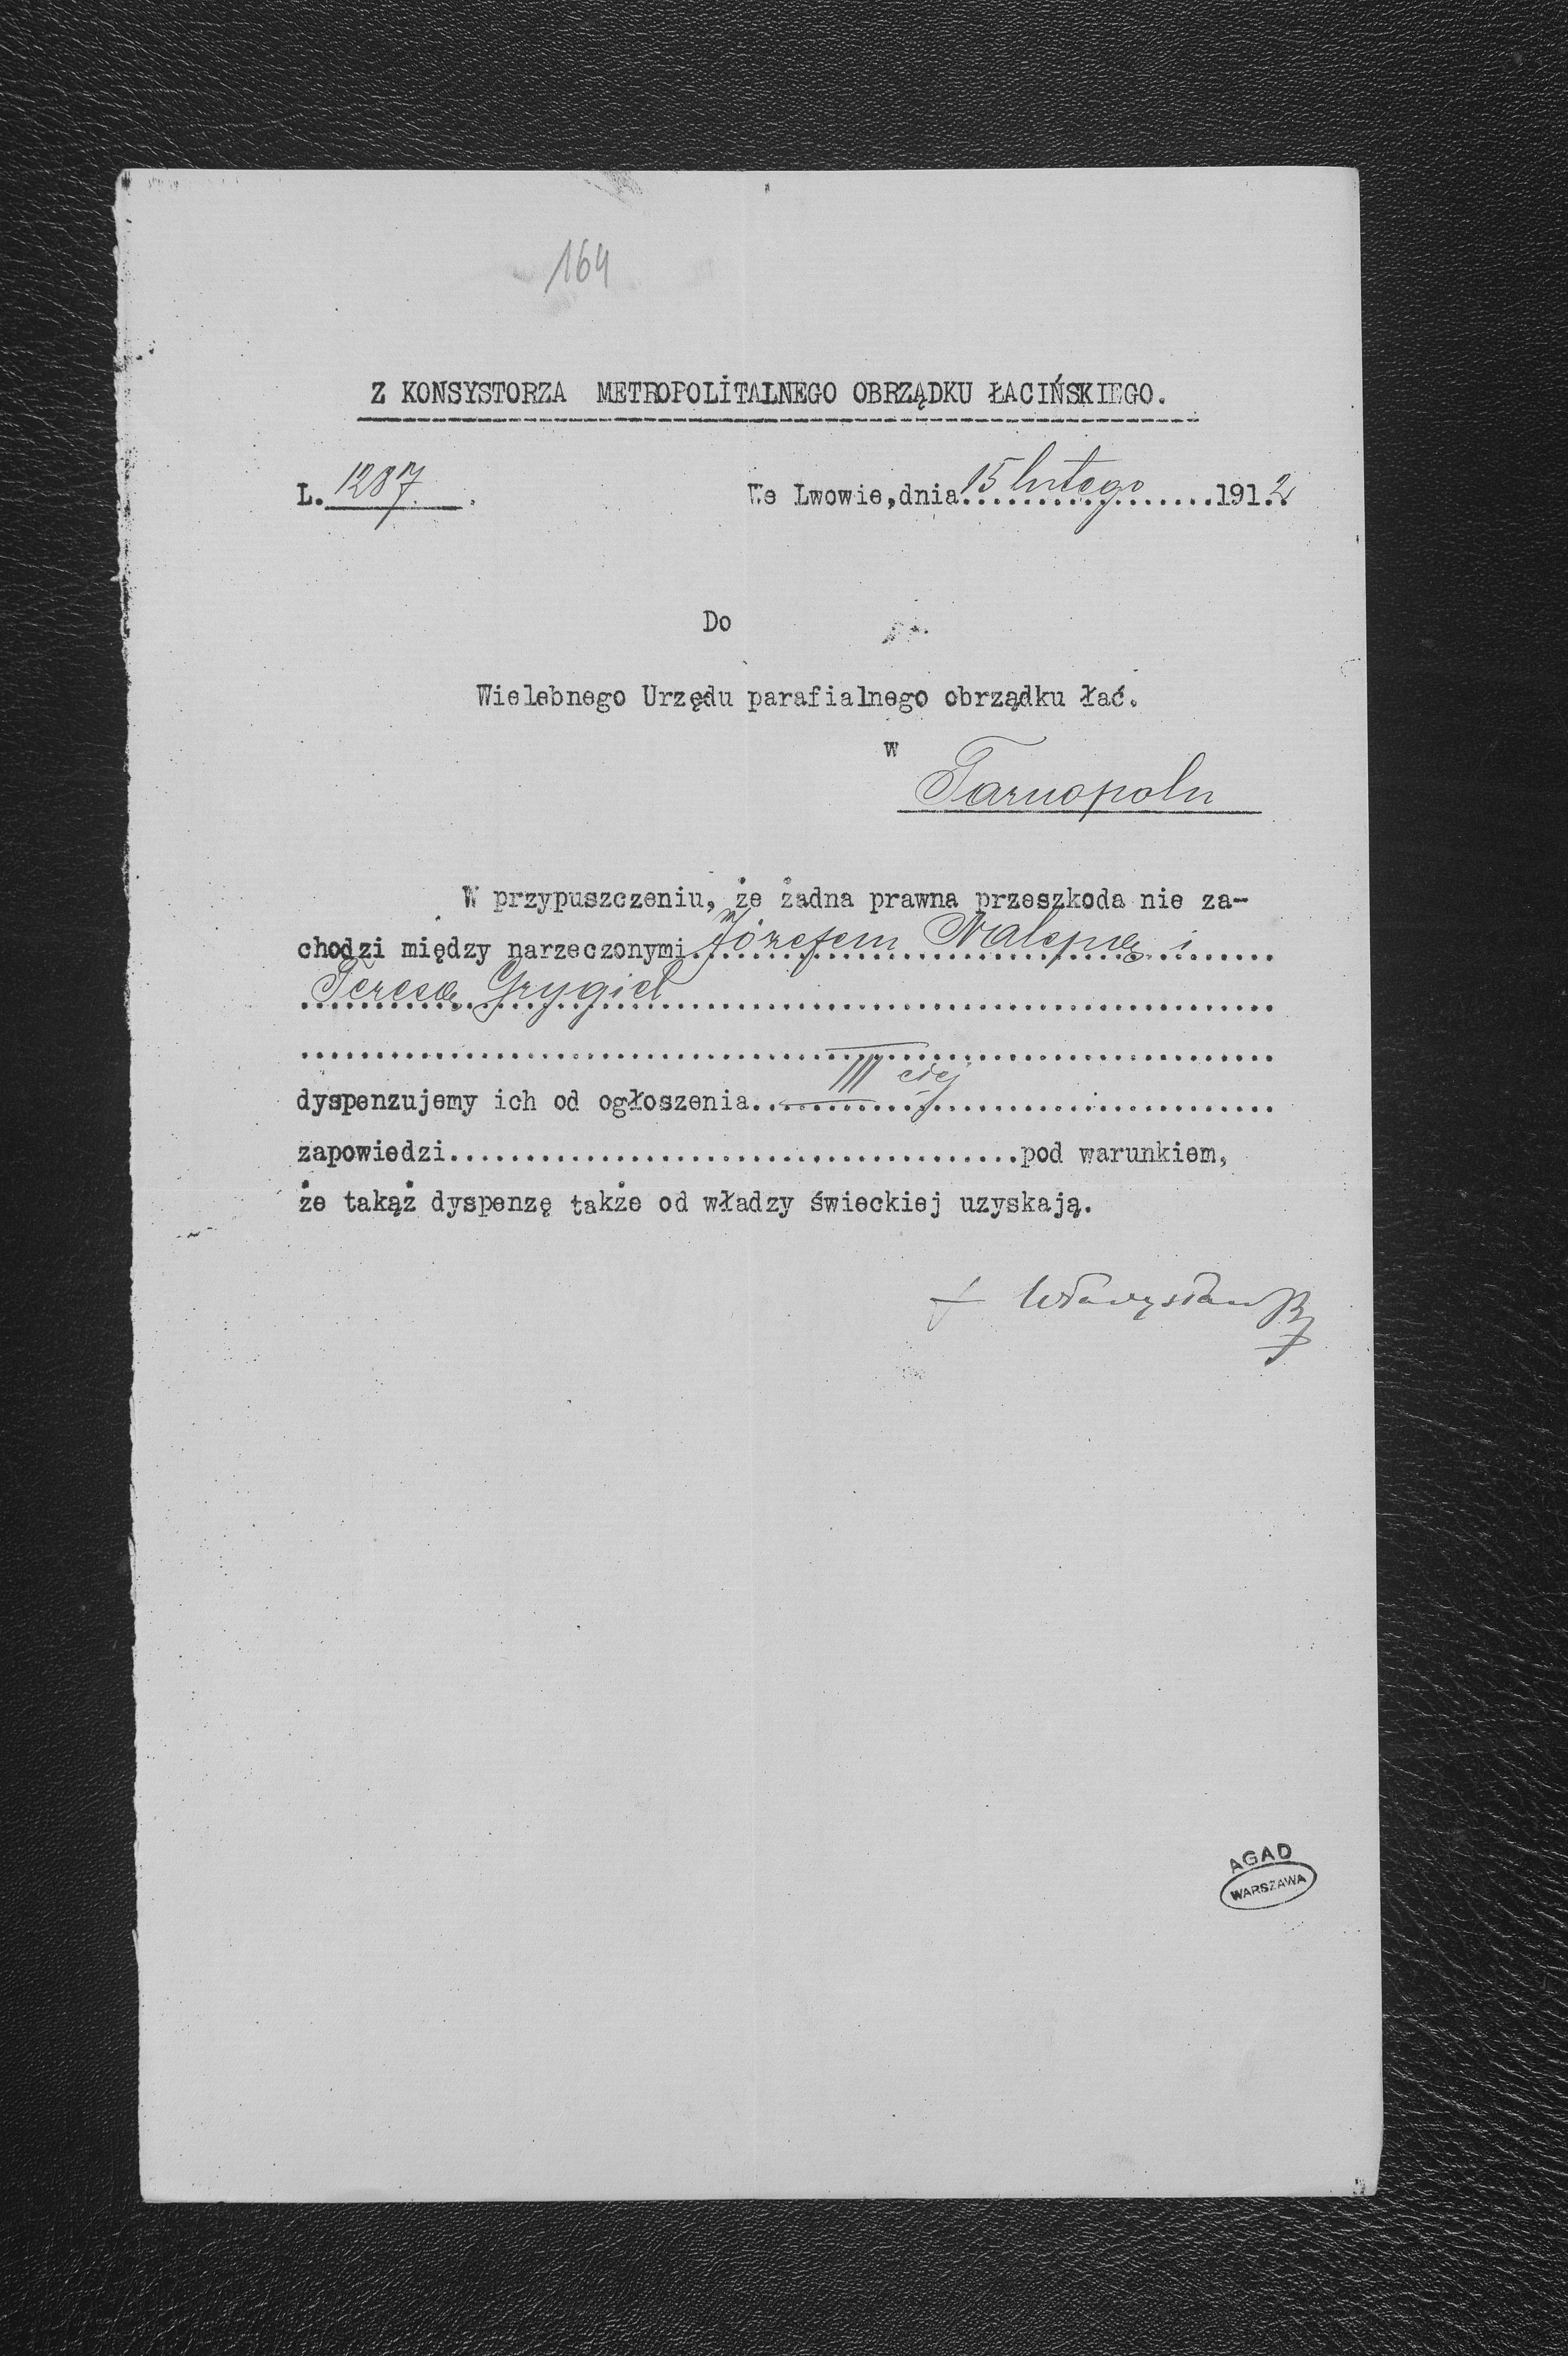 164
Z KONSYSTORZA METROPOLITALNEGO OBRZĄDKU ŁACIŃSKIEGO.
L. 1287. We Lwowie, dnia 15 lutego 1912
Do
Wielebnego Urzędu parafialnego obrządku łać.
w
Tarnopolu
W przypuszczeniu, że żadna prawna przeszkoda nie za-
chodzi między narzeczonymi Józefem Nalepą i
Teresą Grygiel
dyspenzujemy ich od ogłoszenia III ciej
zapowiedzi pod warunkiem,
że takąż dyspenzę także od władzy świeckiej uzyskają.
+ Władysław
AGAD
WARSZAWA